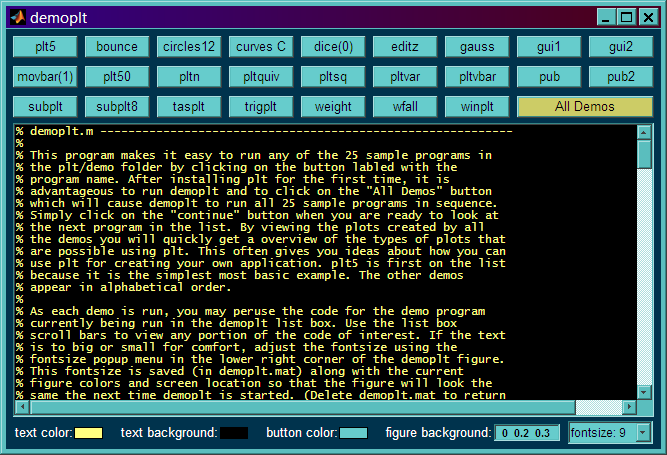 demoplt
plt5 bounce circles12 curves C dice(0) editz gauss gui1 gui2
movbar(1) plt50 pltn pltquiv pltsq pltvar pltvbar pub pub2
subplt subplt8 tasplt trigplt weight wfall winplt All Demos
% demoplt.m -----------------------------------------------------------
%
% This program makes it easy to run any of the 25 sample programs in
% the plt/demo folder by clicking on the button labled with the
% program name. After installing plt for the first time, it is
% advantageous to run demoplt and to click on the "All Demos" button
% which will cause demoplt to run all 25 sample programs in sequence.
% Simply click on the "continue" button when you are ready to look at
% the next program in the list. By viewing the plots created by all
% the demos you will quickly get a overview of the types of plots that
% are possible using plt. This often gives you ideas about how you can
% use plt for creating your own application. plt5 is first on the list
% because it is the simplest most basic example. The other demos
% appear in alphabetical order.
%
% As each demo is run, you may peruse the code for the demo program
% currently being run in the demoplt list box. Use the list box
% scroll bars to view any portion of the code of interest. If the text
% is to big or small for comfort, adjust the fontsize using the
% fontsize popup menu in the lower right corner of the demoplt figure.
% This fontsize is saved (in demoplt.mat) along with the current
% figure colors and screen location so that the figure will look the
% same the next time demoplt is started. (Delete demoplt.mat to return
text color: text background: button color: figure background: 0 0.2 0.3 fontsize: 9